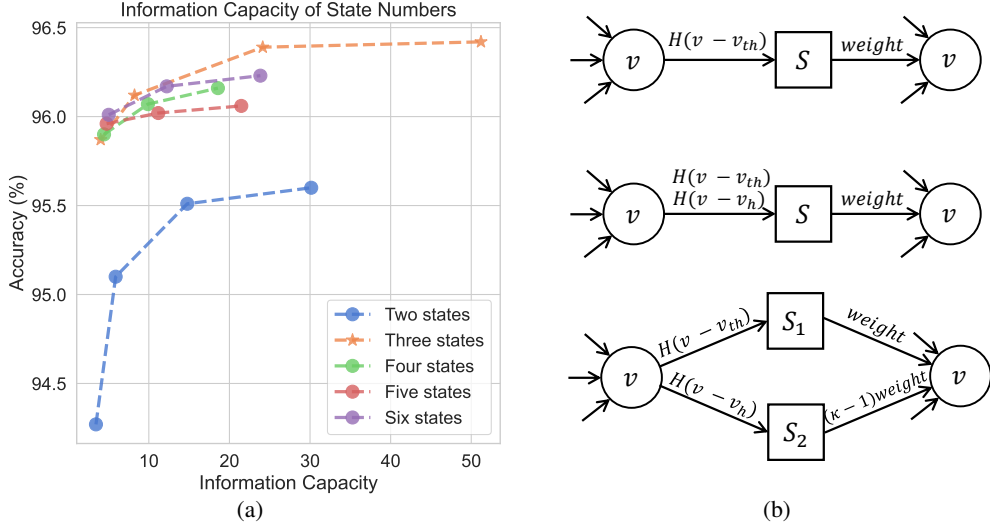 Information Capacity of State Numbers
96.5
96.0
95.5
95.0
94.5
Accuracy (%)
Two states
Three states
Four states
Five states
Six states
10 20 30 40 50
Information Capacity
(a)
v H(v − v_th) S weight v
H(v − v_th)
v H(v − v_h) S weight v
H(v − v_th) S_1 weight
v v
H(v − v_h) S_2 (κ − 1)weight
(b)